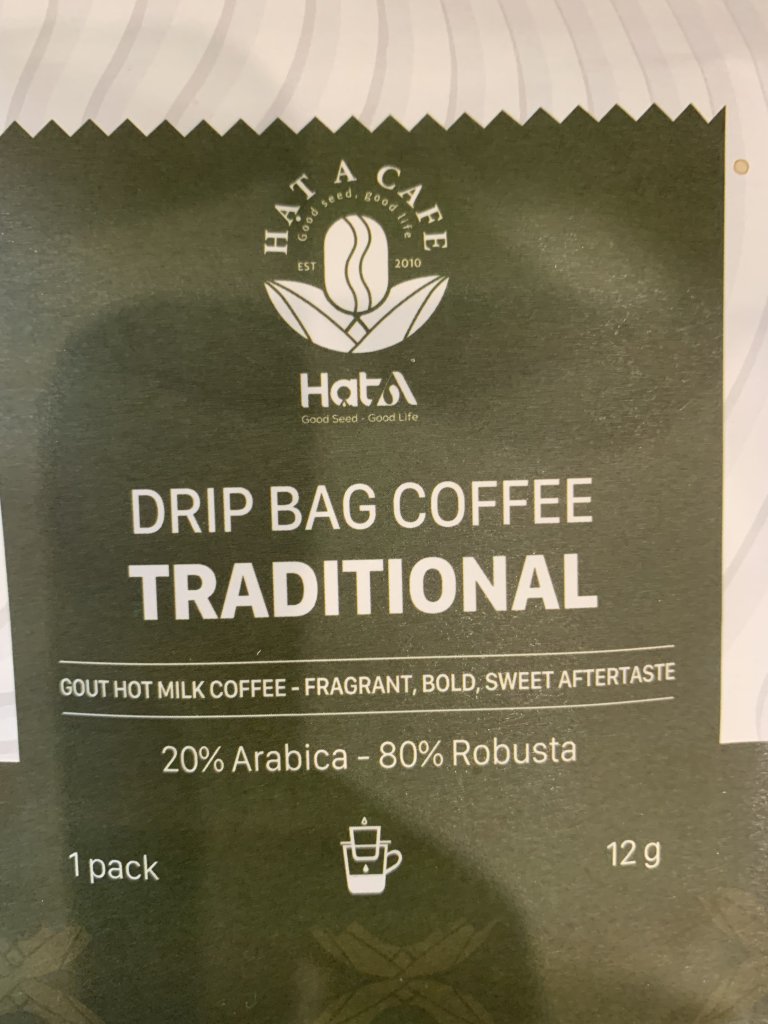 HẠT A CAFE
Good seed, good life
EST 2010
HatA
Good Seed - Good Life
DRIP BAG COFFEE
TRADITIONAL
GOUT HOT MILK COFFEE - FRAGRANT, BOLD, SWEET AFTERTASTE
20% Arabica - 80% Robusta
1 pack 12 g